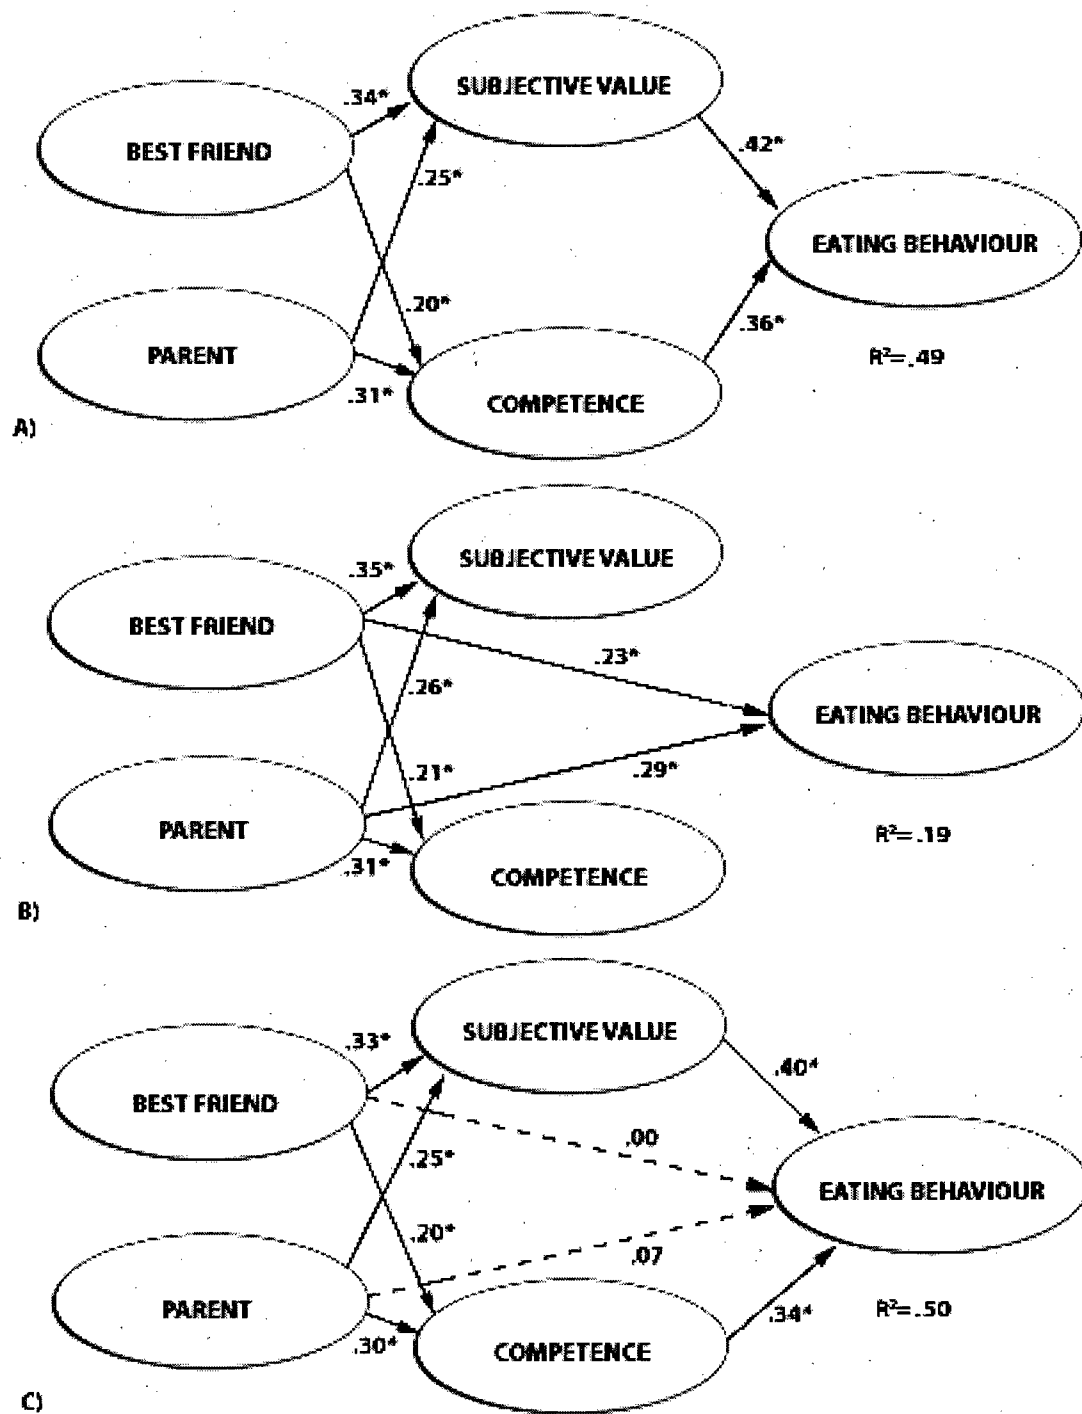 SUBJECTIVE VALUE
.34*
BEST FRIEND
.42*
.25*
EATING BEHAVIOUR
.20*
.36*
PARENT
R²=.49
.31*
COMPETENCE
A)
SUBJECTIVE VALUE
.35*
BEST FRIEND
.23*
.26*
EATING BEHAVIOUR
.29*
.21*
PARENT
R²=.19
.31*
COMPETENCE
B)
SUBJECTIVE VALUE
.33*
.40*
BEST FRIEND
.00
.25*
EATING BEHAVIOUR
.20*
.07
PARENT
R²=.50
.34*
.30*
COMPETENCE
C)